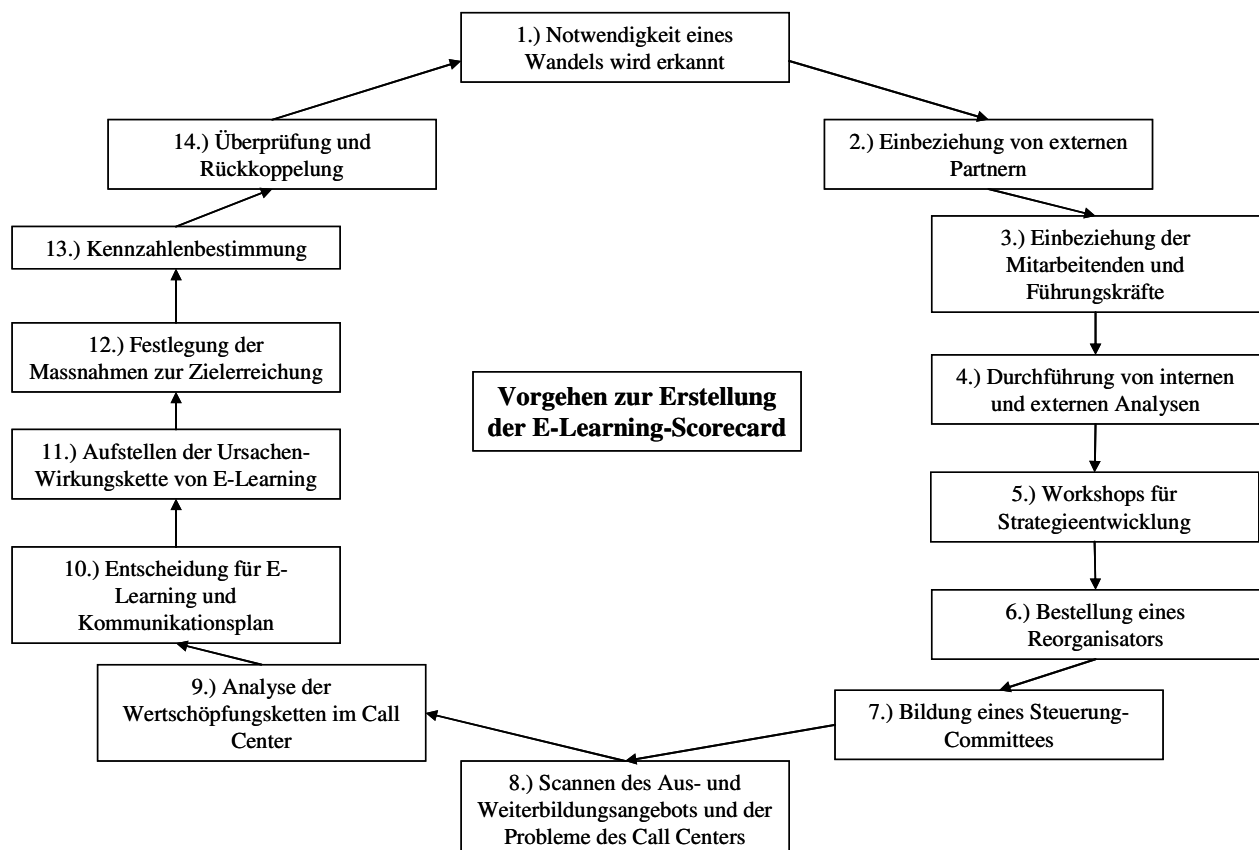 1.) Notwendigkeit eines
Wandels wird erkannt
2.) Einbeziehung von externen
Partnern
3.) Einbeziehung der
Mitarbeitenden und
Führungskräfte
4.) Durchführung von internen
und externen Analysen
5.) Workshops für
Strategieentwicklung
6.) Bestellung eines
Reorganisators
7.) Bildung eines Steuerung-
Committees
8.) Scannen des Aus- und
Weiterbildungsangebots und der
Probleme des Call Centers
9.) Analyse der
Wertschöpfungsketten im Call
Center
10.) Entscheidung für E-
Learning und
Kommunikationsplan
11.) Aufstellen der Ursachen-
Wirkungskette von E-Learning
12.) Festlegung der
Massnahmen zur Zielerreichung
13.) Kennzahlenbestimmung
14.) Überprüfung und
Rückkoppelung
Vorgehen zur Erstellung
der E-Learning-Scorecard